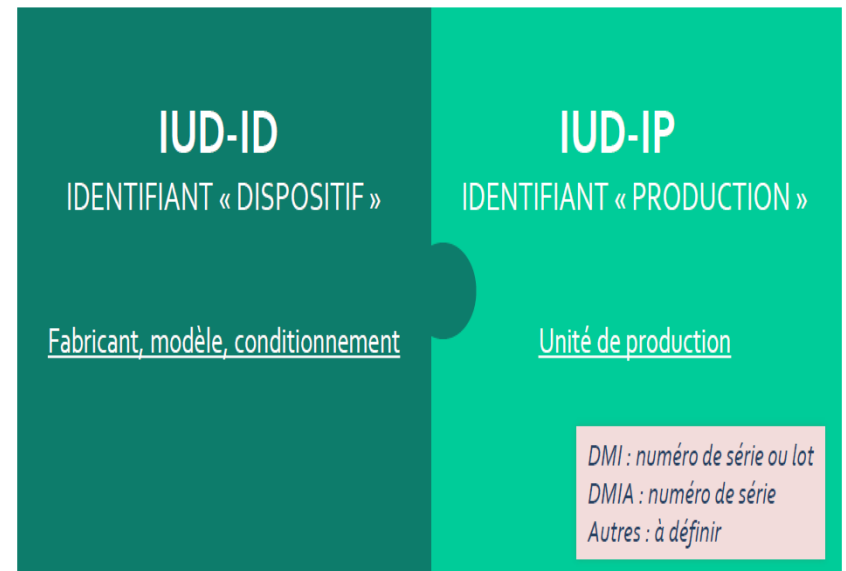 IUD-ID
IDENTIFIANT « DISPOSITIF »
Fabricant, modèle, conditionnement
IUD-IP
IDENTIFIANT « PRODUCTION »
Unité de production
DMI : numéro de série ou lot
DMIA : numéro de série
Autres : à définir